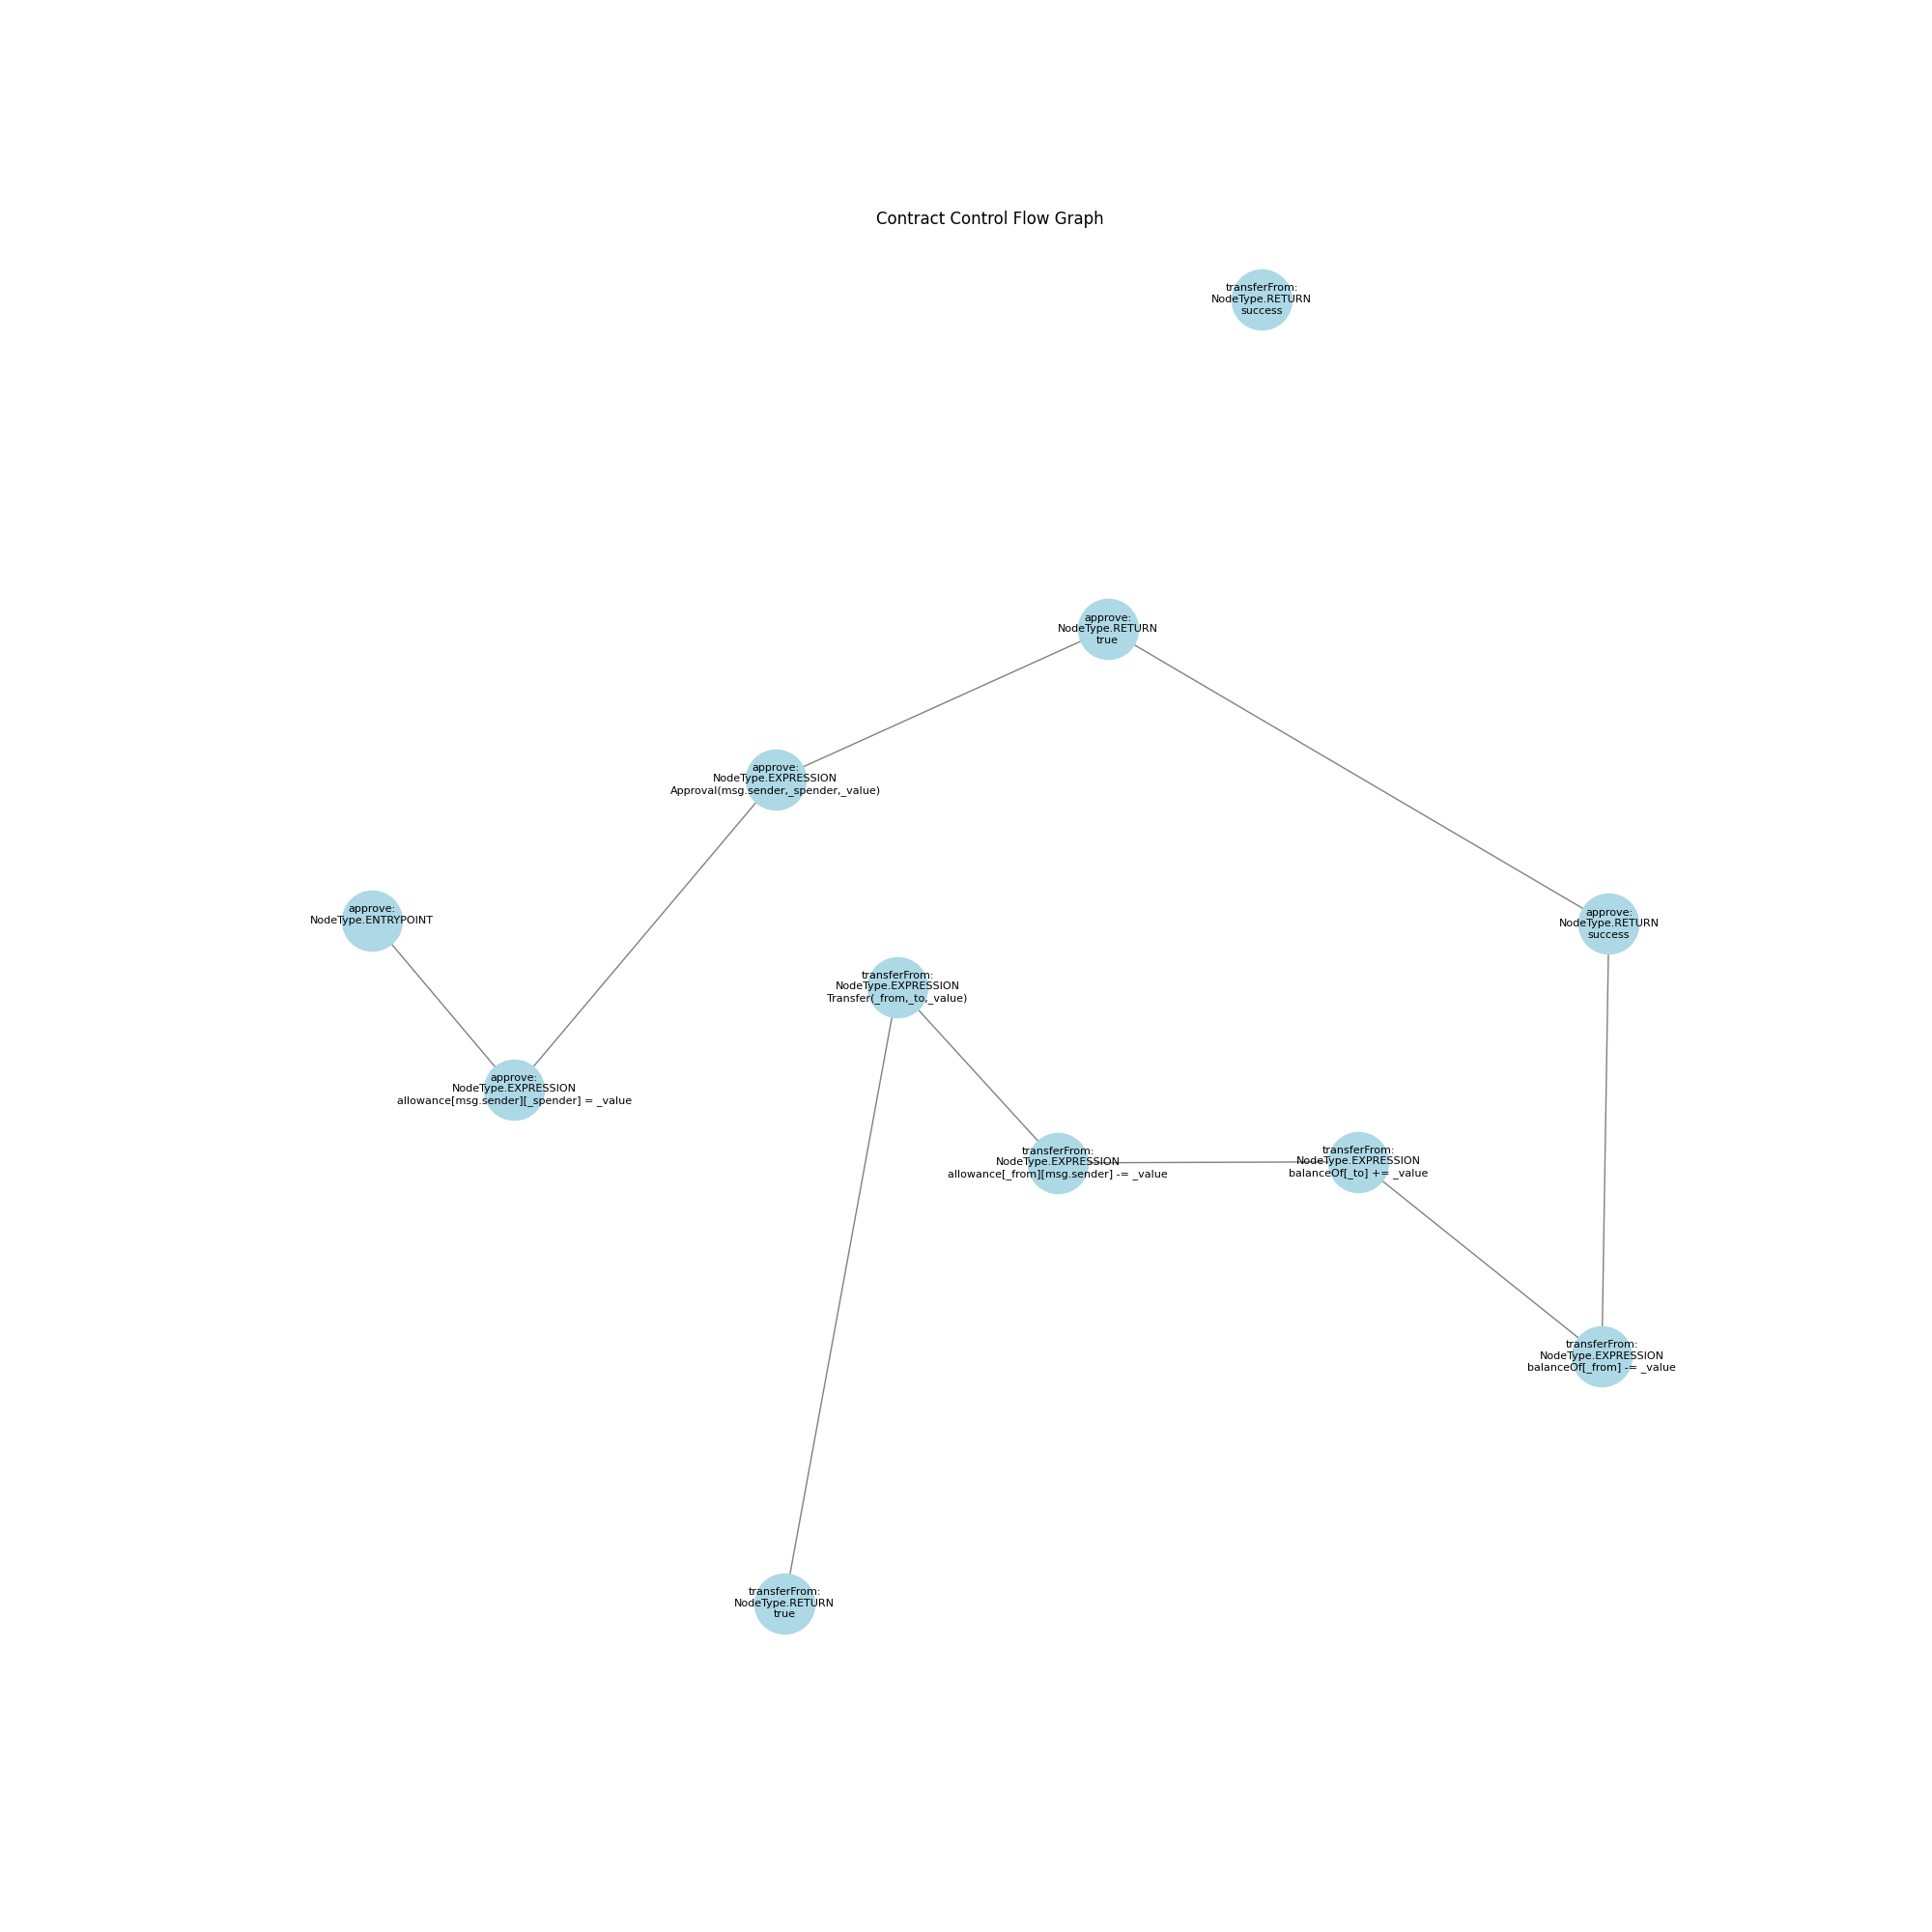 Contract Control Flow Graph
transferFrom:
NodeType.RETURN
success
approve:
NodeType.RETURN
true
approve:
NodeType.EXPRESSION
Approval(msg.sender,_spender,_value)
approve:
NodeType.ENTRYPOINT
approve:
NodeType.RETURN
success
transferFrom:
NodeType.EXPRESSION
Transfer(_from,_to,_value)
approve:
NodeType.EXPRESSION
allowance[msg.sender][_spender] = _value
transferFrom:
NodeType.EXPRESSION
allowance[_from][msg.sender] -= _value
transferFrom:
NodeType.EXPRESSION
balanceOf[_to] += _value
transferFrom:
NodeType.EXPRESSION
balanceOf[_from] -= _value
transferFrom:
NodeType.RETURN
true